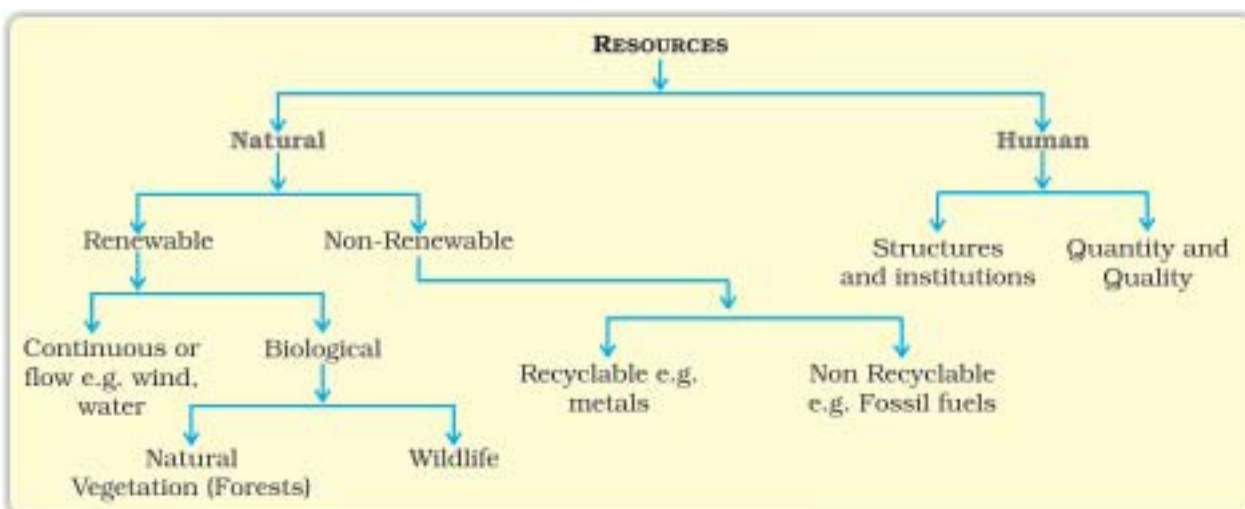 RESOURCES
Natural
Human
Renewable
Non-Renewable
Structures
and institutions
Quantity and
Quality
Continuous or
flow e.g. wind,
water
Biological
Recyclable e.g.
metals
Non Recyclable
e.g. Fossil fuels
Natural
Vegetation (Forests)
Wildlife